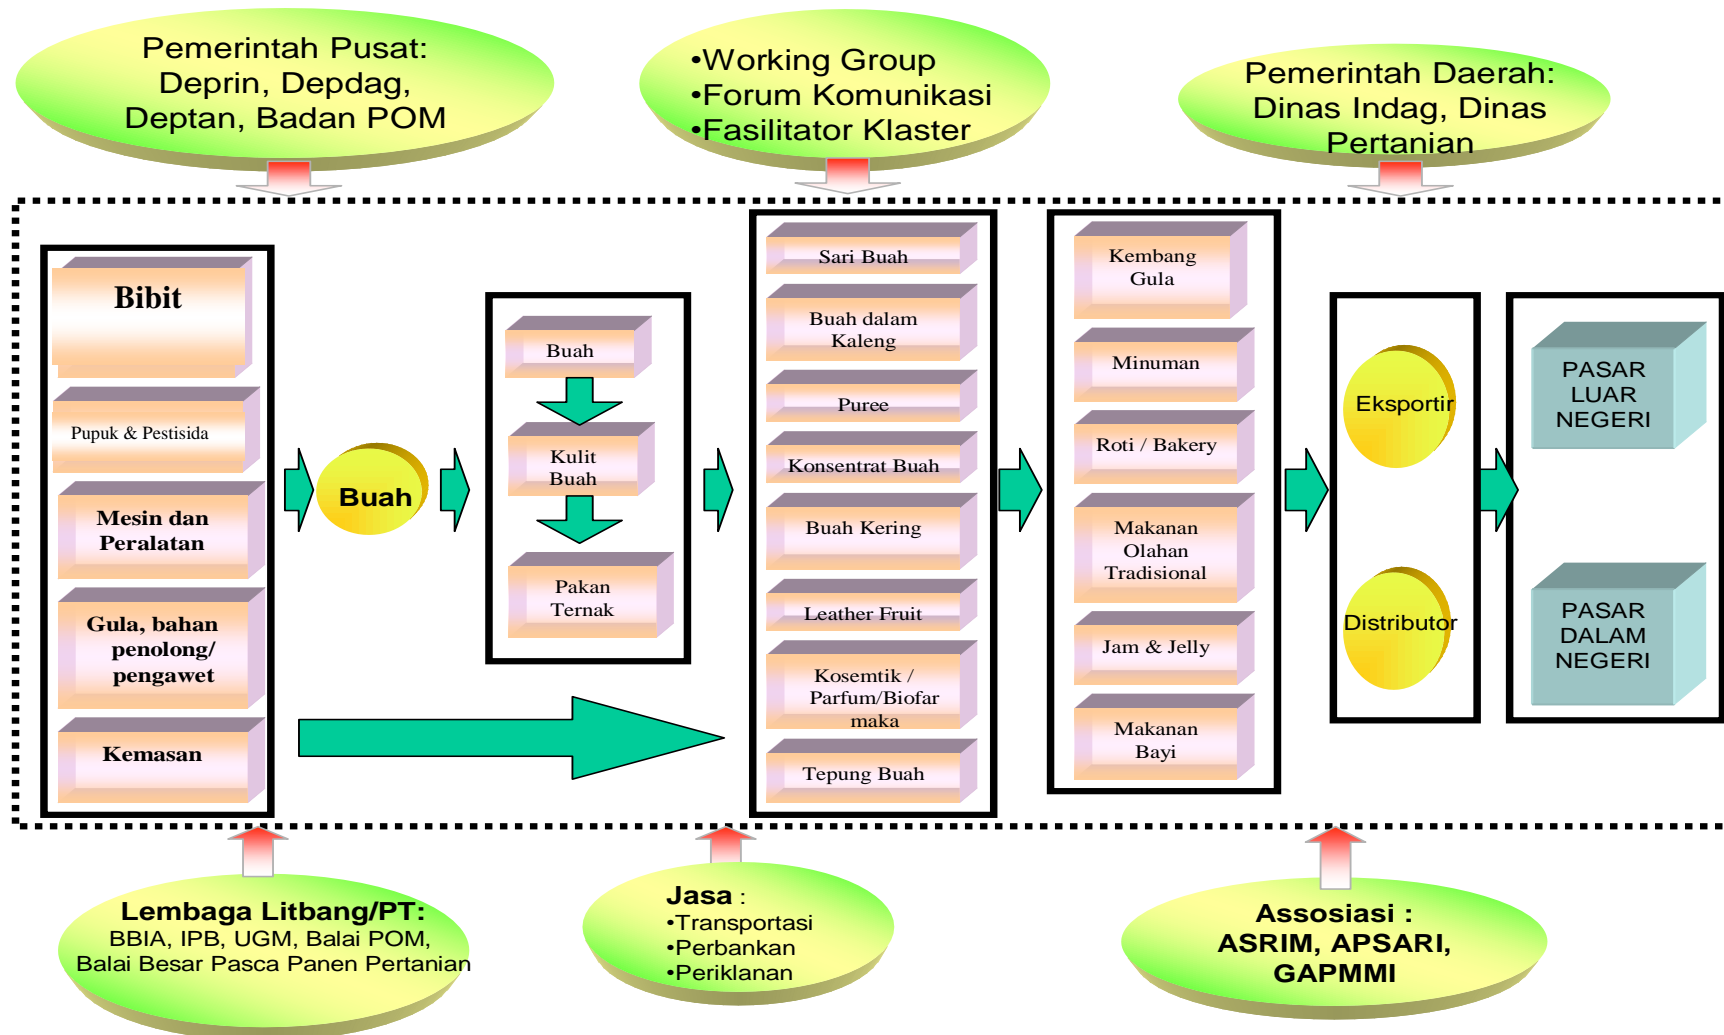 Pemerintah Pusat:
Deprin, Depdag,
Deptan, Badan POM
•Working Group
•Forum Komunikasi
•Fasilitator Klaster
Pemerintah Daerah:
Dinas Indag, Dinas
Pertanian
Bibit
Pupuk & Pestisida
Mesin dan
Peralatan
Gula, bahan
penolong/
pengawet
Kemasan
Buah
Buah
Kulit
Buah
Pakan
Ternak
Sari Buah
Buah dalam
Kaleng
Puree
Konsentrat Buah
Buah Kering
Leather Fruit
Kosemtik /
Parfum/Biofar
maka
Tepung Buah
Kembang
Gula
Minuman
Roti / Bakery
Makanan
Olahan
Tradisional
Jam & Jelly
Makanan
Bayi
Eksportir
Distributor
PASAR
LUAR
NEGERI
PASAR
DALAM
NEGERI
Lembaga Litbang/PT:
BBIA, IPB, UGM, Balai POM,
Balai Besar Pasca Panen Pertanian
Jasa :
•Transportasi
•Perbankan
•Periklanan
Assosiasi :
ASRIM, APSARI,
GAPMMI